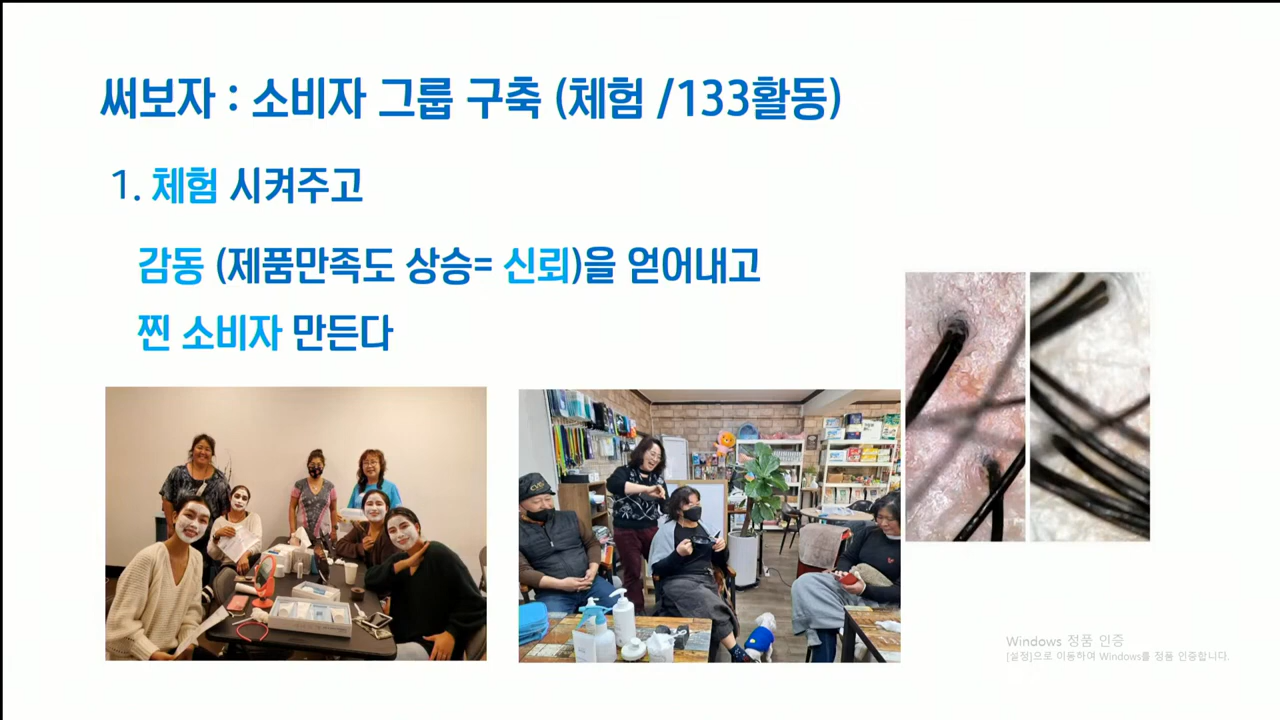 써보자 : 소비자 그룹 구축 (체험 /133활동)
1. 체험 시켜주고
감동 (제품만족도 상승= 신뢰)을 얻어내고
찐 소비자 만든다
Windows 정품 인증
[설정]으로 이동하여 Windows를 정품 인증합니다.